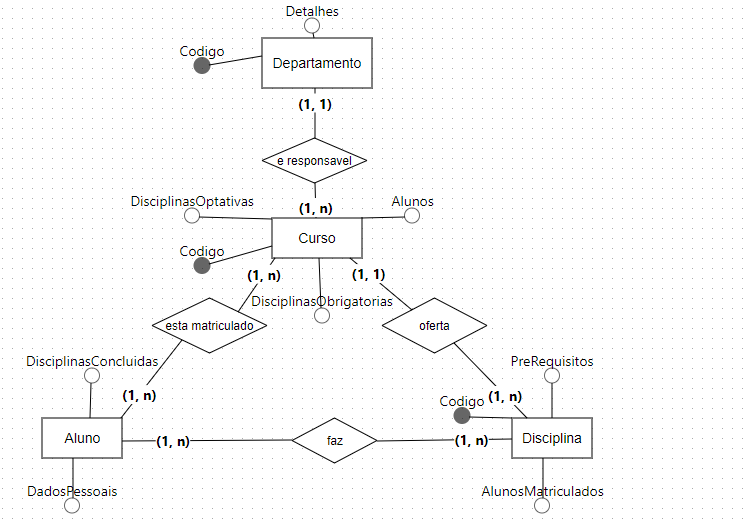 Detalhes
Codigo
Departamento
(1, 1)
e responsavel
DisciplinasOptativas
(1, n)
Alunos
Curso
Codigo
(1, n)
(1, 1)
DisciplinasObrigatorias
esta matriculado
oferta
DisciplinasConcluidas
PreRequisitos
(1, n)
Codigo
(1, n)
Aluno
(1, n)
faz
(1, n)
Disciplina
DadosPessoais
AlunosMatriculados